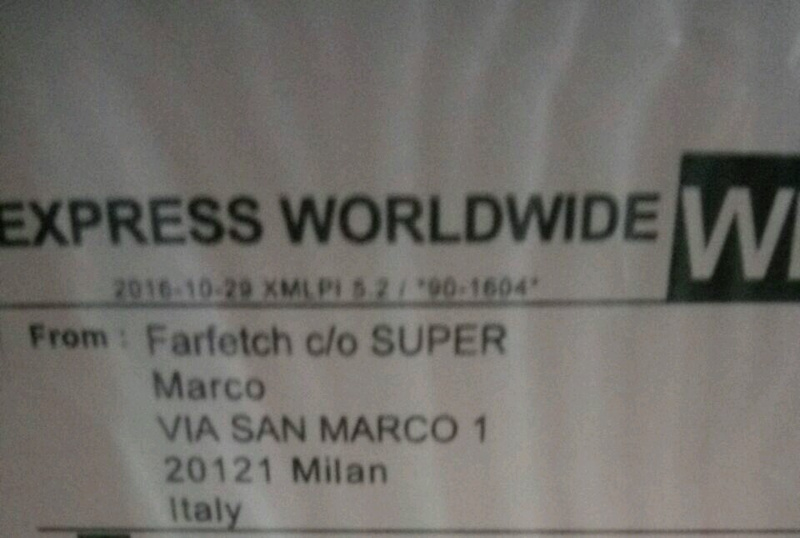 EXPRESS WORLDWIDE
2016-10-29 XMLPI 5.2 / *90-1604*
From : Farfetch c/o SUPER
Marco
VIA SAN MARCO 1
20121 Milan
Italy